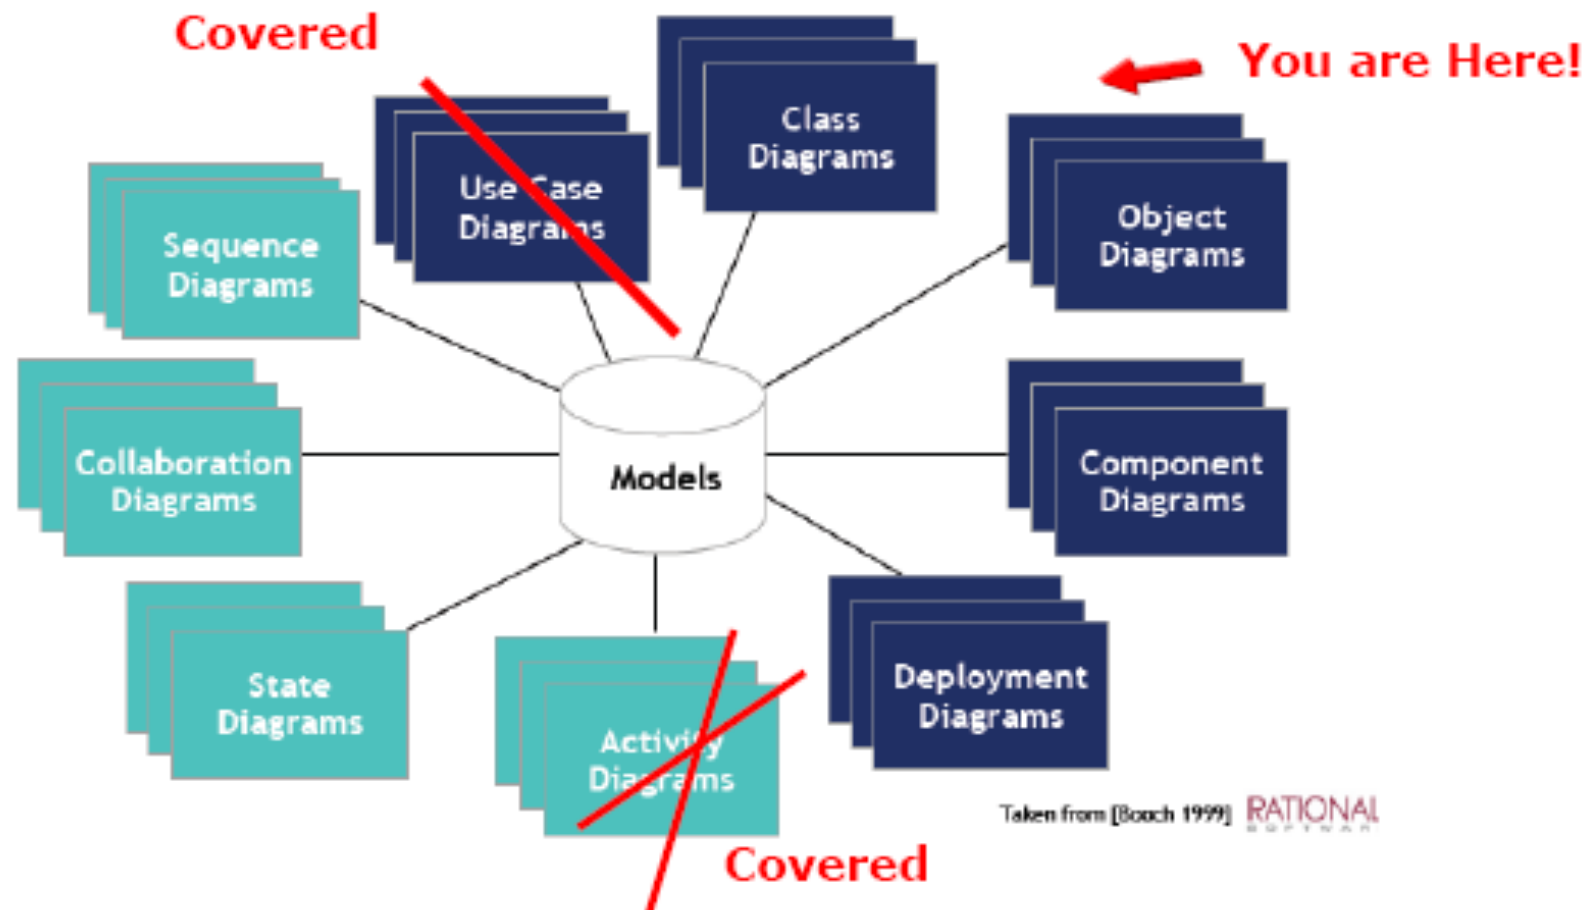 Covered
You are Here!
Class
Diagrams
Use Case
Diagrams
Object
Diagrams
Sequence
Diagrams
Collaboration
Diagrams
Models
Component
Diagrams
State
Diagrams
Activity
Diagrams
Deployment
Diagrams
Taken from [Booch 1999]
RATIONAL
SOFTWARE
Covered